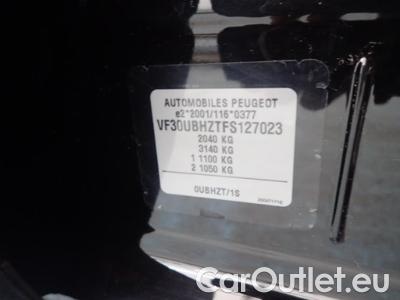 AUTOMOBILES PEUGEOT
e2*2001/116*0377
VF30UBHZTFS127023
2040 KG
3140 KG
1 1100 KG
2 1050 KG
0UBHZT/1S
CarOutlet.eu